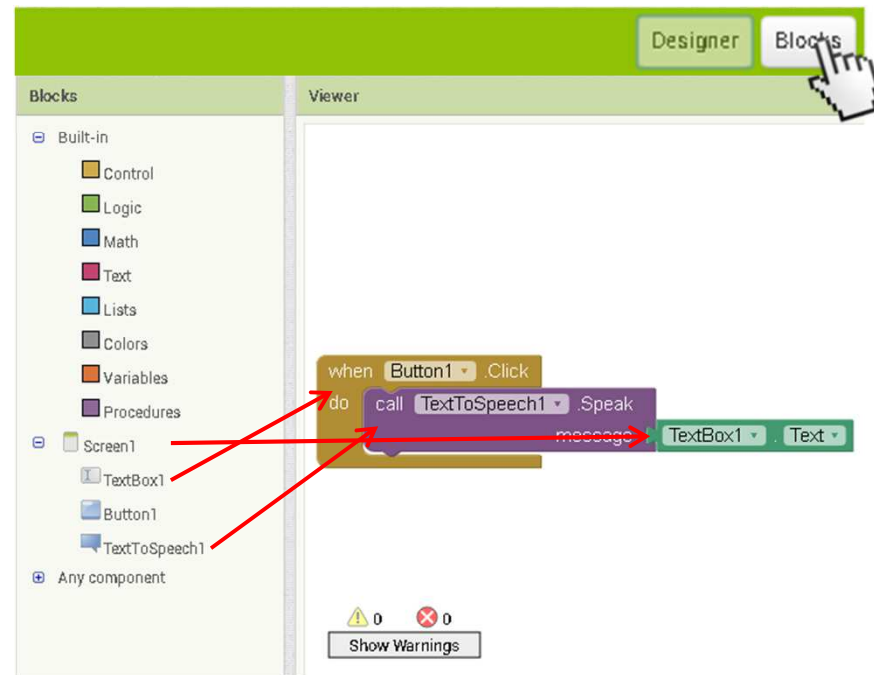 Designer Blocks
Blocks
Viewer
Built-in
Control
Logic
Math
Text
Lists
Colors
Variables
Procedures
Screen1
TextBox1
Button1
TextToSpeech1
Any component
when Button1 .Click
do call TextToSpeech1 .Speak
message TextBox1 . Text
0 0
Show Warnings